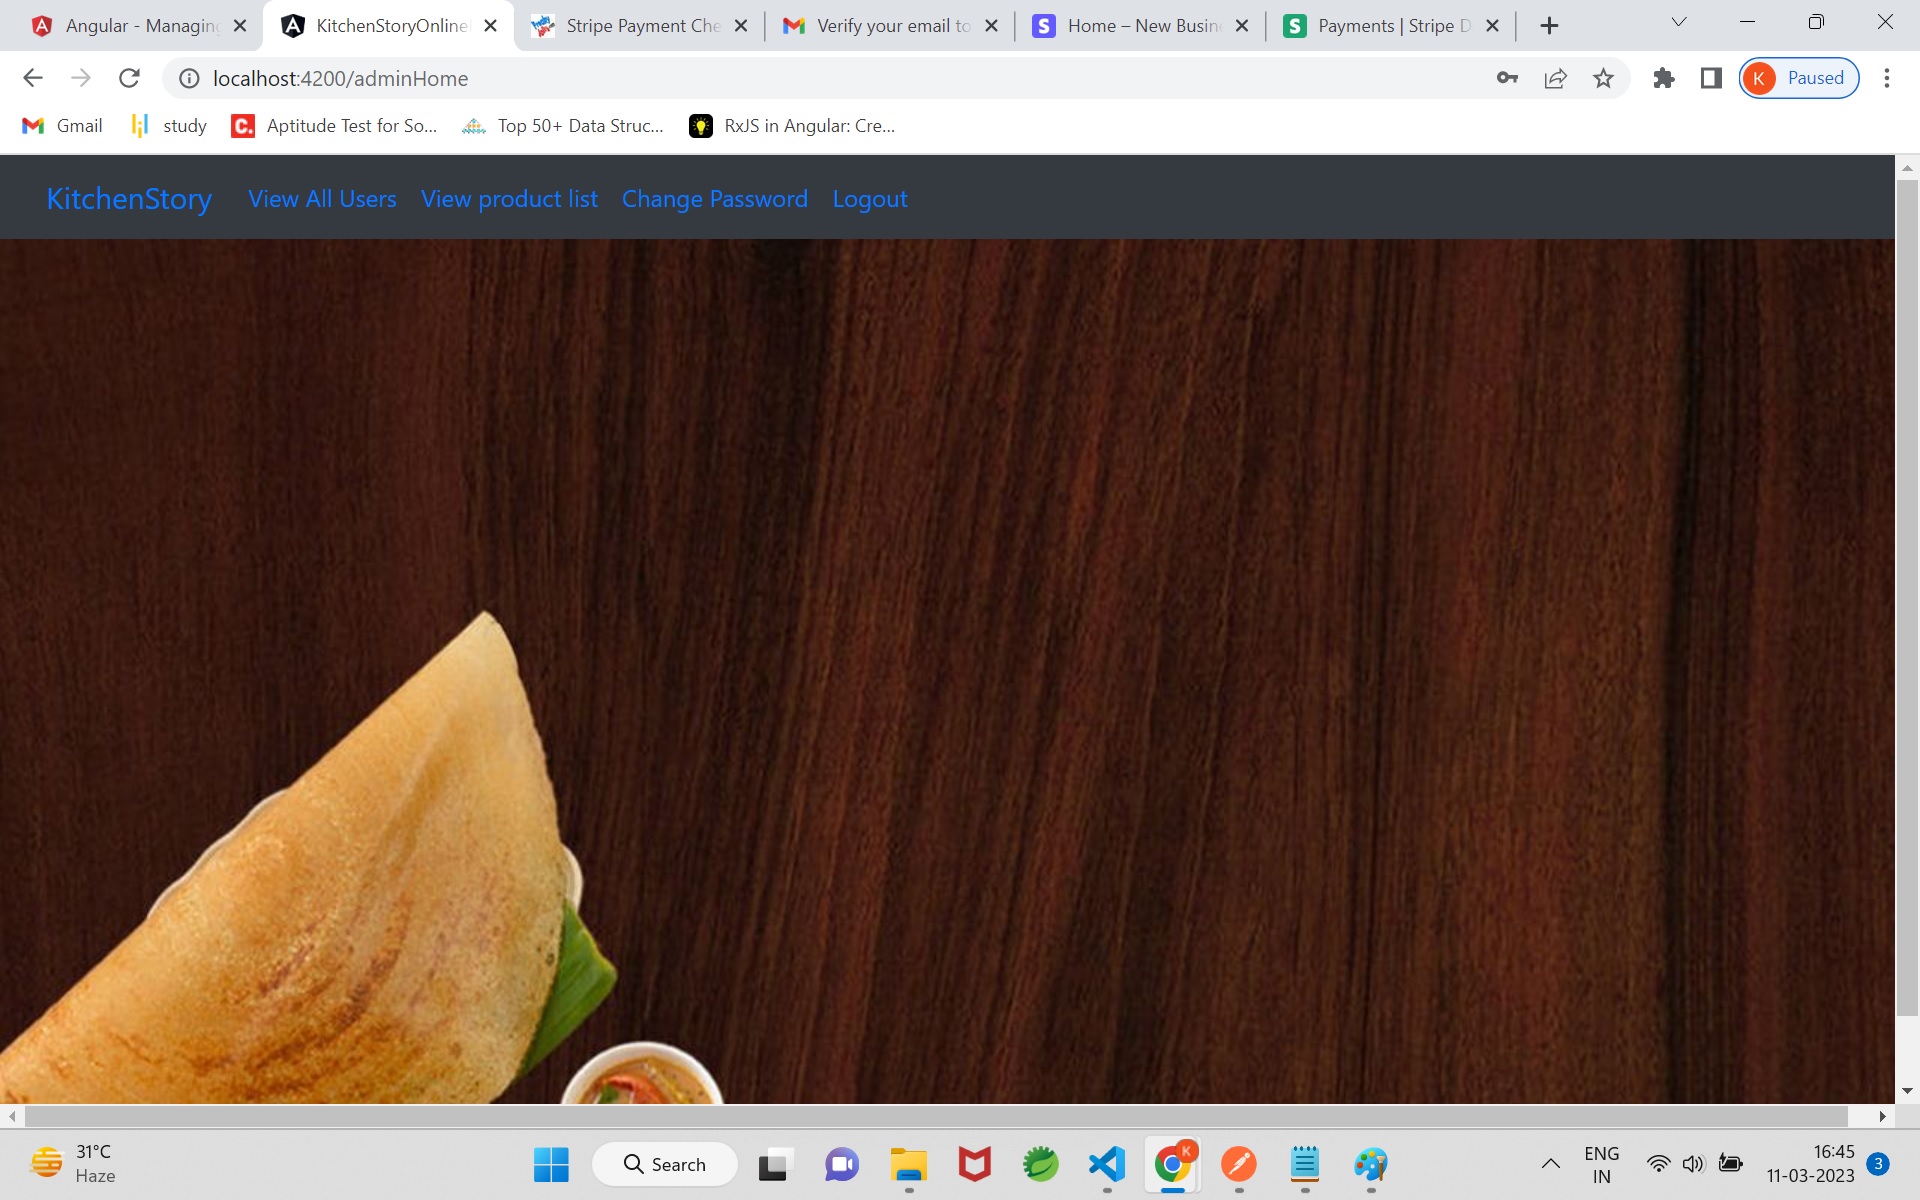 Angular - Managing KitchenStoryOnline Stripe Payment Che Verify your email to Home – New Busin Payments | Stripe D
localhost:4200/adminHome K Paused
Gmail study C. Aptitude Test for So... Top 50+ Data Struc... RxJS in Angular: Cre...
KitchenStory View All Users View product list Change Password Logout
31°C
Haze
Search
K
ENG
IN
16:45
11-03-2023
3